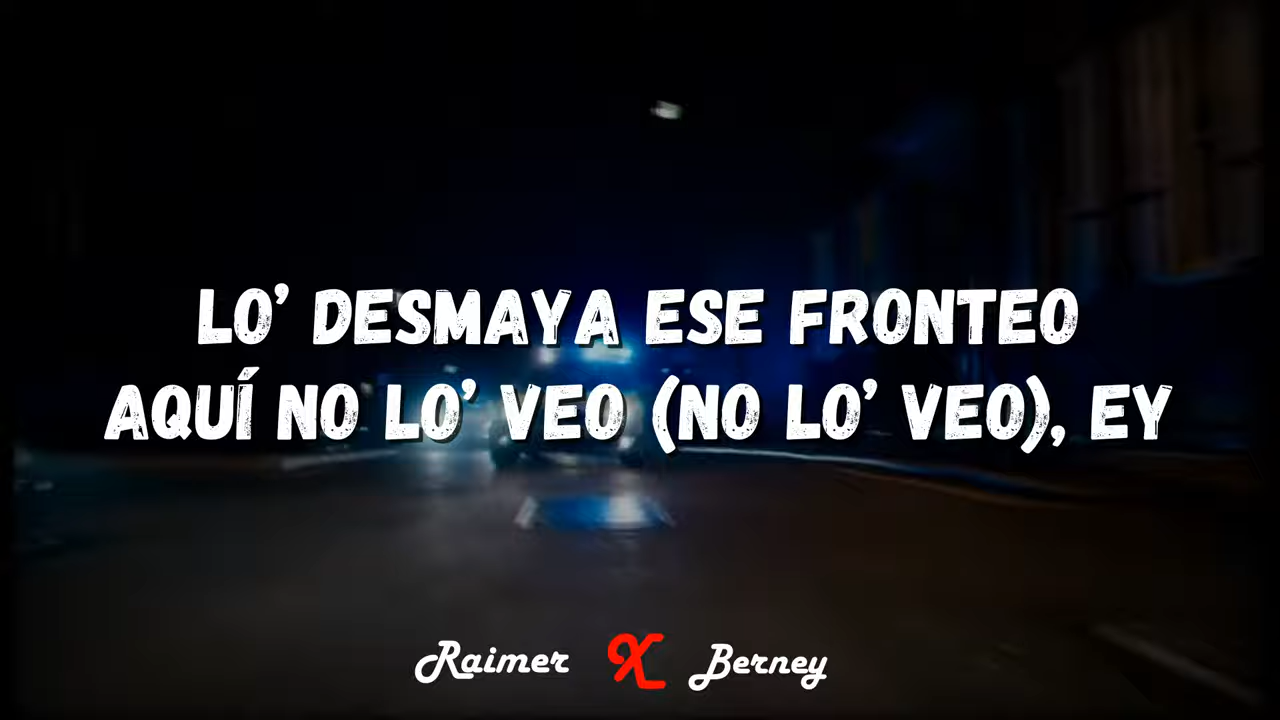 LO' DESMAYA ESE FRONTEO
AQUÍ NO LO' VEO (NO LO' VEO), EY
Raimer X Berney